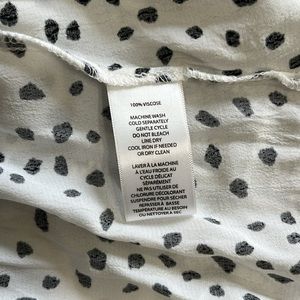 100% VISCOSE
MACHINE WASH
COLD SEPARATELY
GENTLE CYCLE
DO NOT BLEACH
LINE DRY
COOL IRON IF NEEDED
OR DRY CLEAN
LAVER À LA MACHINE
À L'EAU FROIDE AU
CYCLE DÉLICAT
SÉPARÉMENT
NE PAS UTILISER DE
CHLORURE DÉCOLORANT
SUSPENDRE POUR SÉCHER
REPASSER À BASSE
TEMPÉRATURE AU BESOIN
OU NETTOYER À SEC